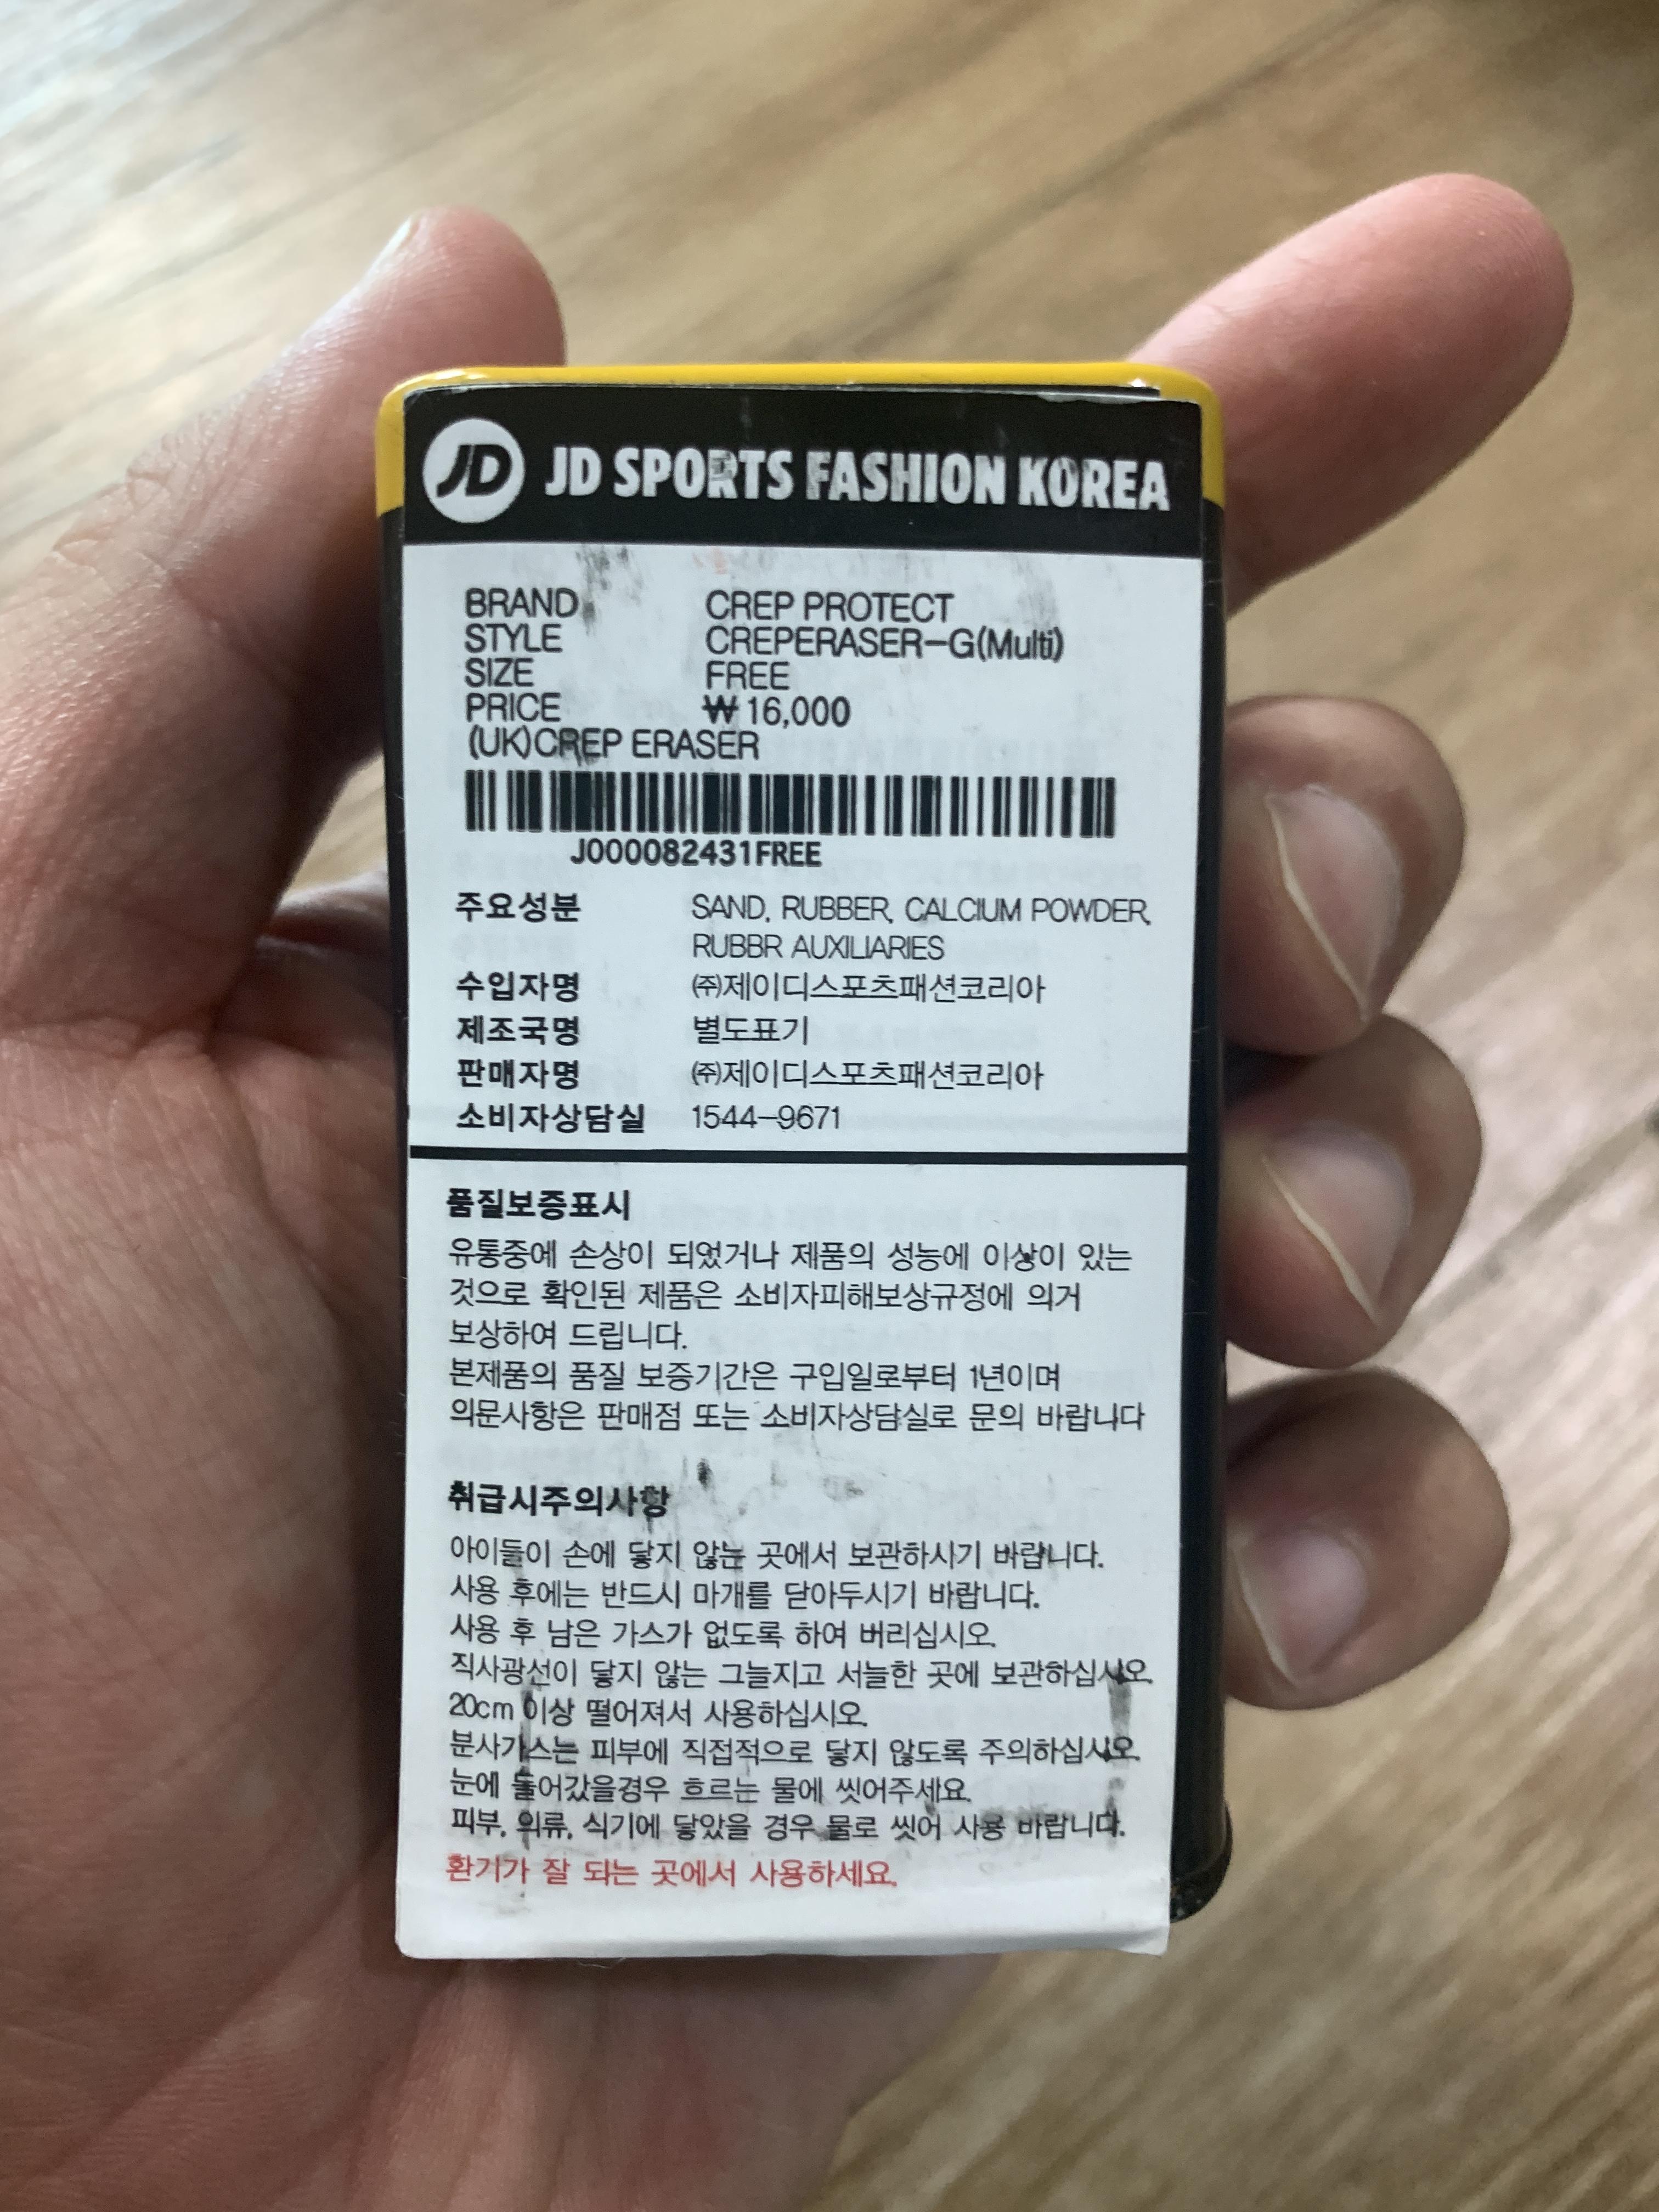 JD JD SPORTS FASHION KOREA
BRAND CREP PROTECT
STYLE CREPERASER-G(Multi)
SIZE FREE
PRICE ₩ 16,000
(UK)CREP ERASER
J000082431FREE
주요성분 SAND, RUBBER, CALCIUM POWDER,
RUBBR AUXILIARIES
수입자명 ㈜제이디스포츠패션코리아
제조국명 별도표기
판매자명 ㈜제이디스포츠패션코리아
소비자상담실 1544-9671
품질보증표시
유통중에 손상이 되었거나 제품의 성능에 이상이 있는
것으로 확인된 제품은 소비자피해보상규정에 의거
보상하여 드립니다.
본제품의 품질 보증기간은 구입일로부터 1년이며
의문사항은 판매점 또는 소비자상담실로 문의 바랍니다
취급시주의사항
아이들이 손에 닿지 않는 곳에서 보관하시기 바랍니다.
사용 후에는 반드시 마개를 닫아두시기 바랍니다.
사용 후 남은 가스가 없도록 하여 버리십시오.
직사광선이 닿지 않는 그늘지고 서늘한 곳에 보관하십시오.
20cm 이상 떨어져서 사용하십시오.
분사가스는 피부에 직접적으로 닿지 않도록 주의하십시오.
눈에 들어갔을경우 흐르는 물에 씻어주세요.
피부, 의류, 식기에 닿았을 경우 물로 씻어 사용 바랍니다.
환기가 잘 되는 곳에서 사용하세요.